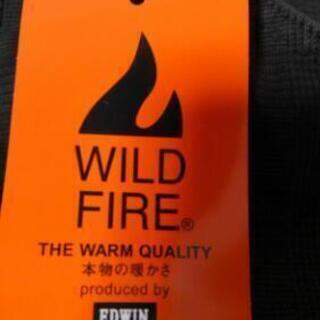 WILD
FIRE®
THE WARM QUALITY
本物の暖かさ
produced by
EDWIN